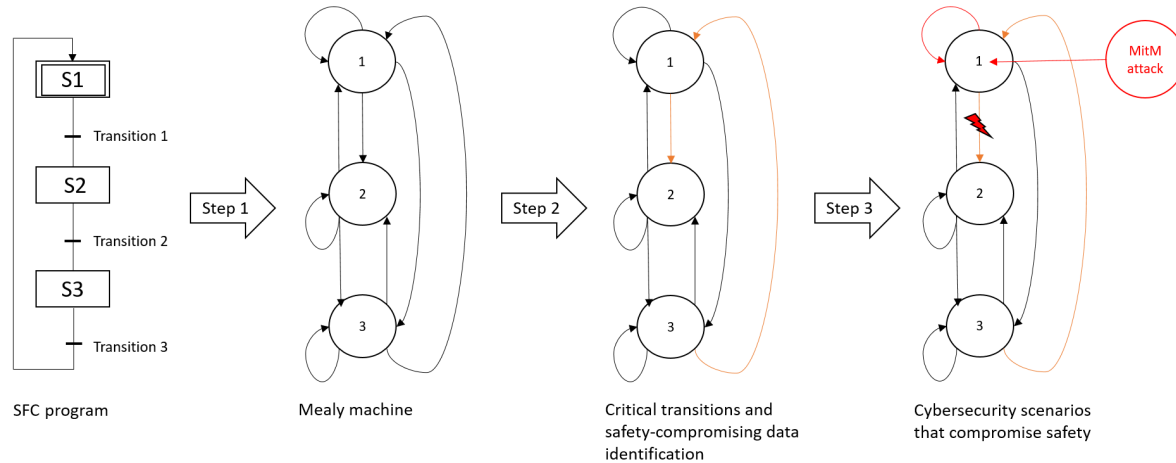 S1
Transition 1
S2
Transition 2
S3
Transition 3
SFC program
Step 1
1
2
3
Mealy machine
Step 2
1
2
3
Critical transitions and
safety-compromising data
identification
Step 3
1
2
3
MitM
attack
Cybersecurity scenarios
that compromise safety